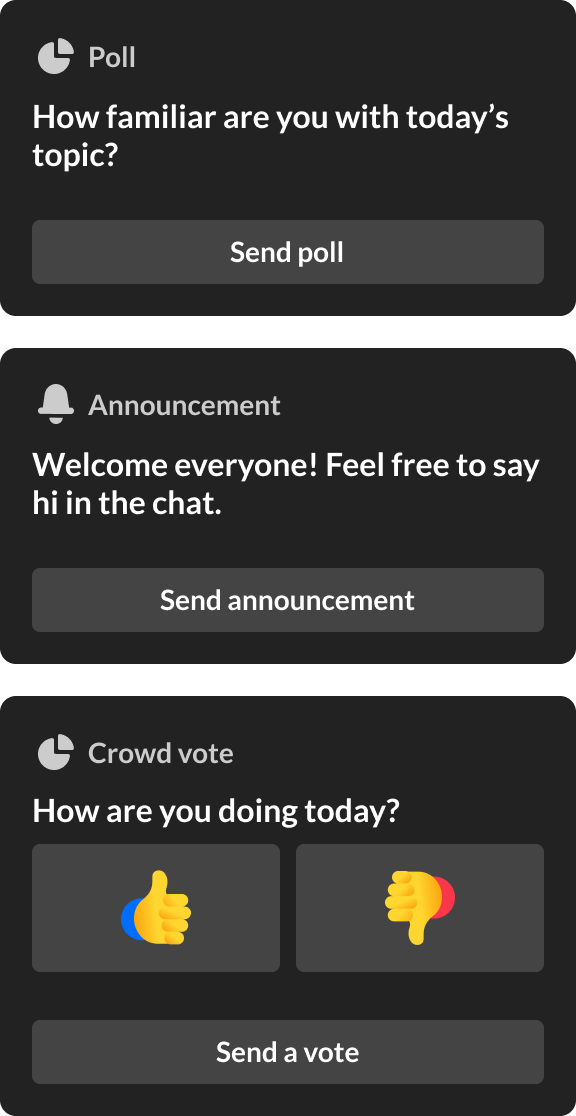 Poll
How familiar are you with today’s
topic?
Send poll
Announcement
Welcome everyone! Feel free to say
hi in the chat.
Send announcement
Crowd vote
How are you doing today?
Send a vote